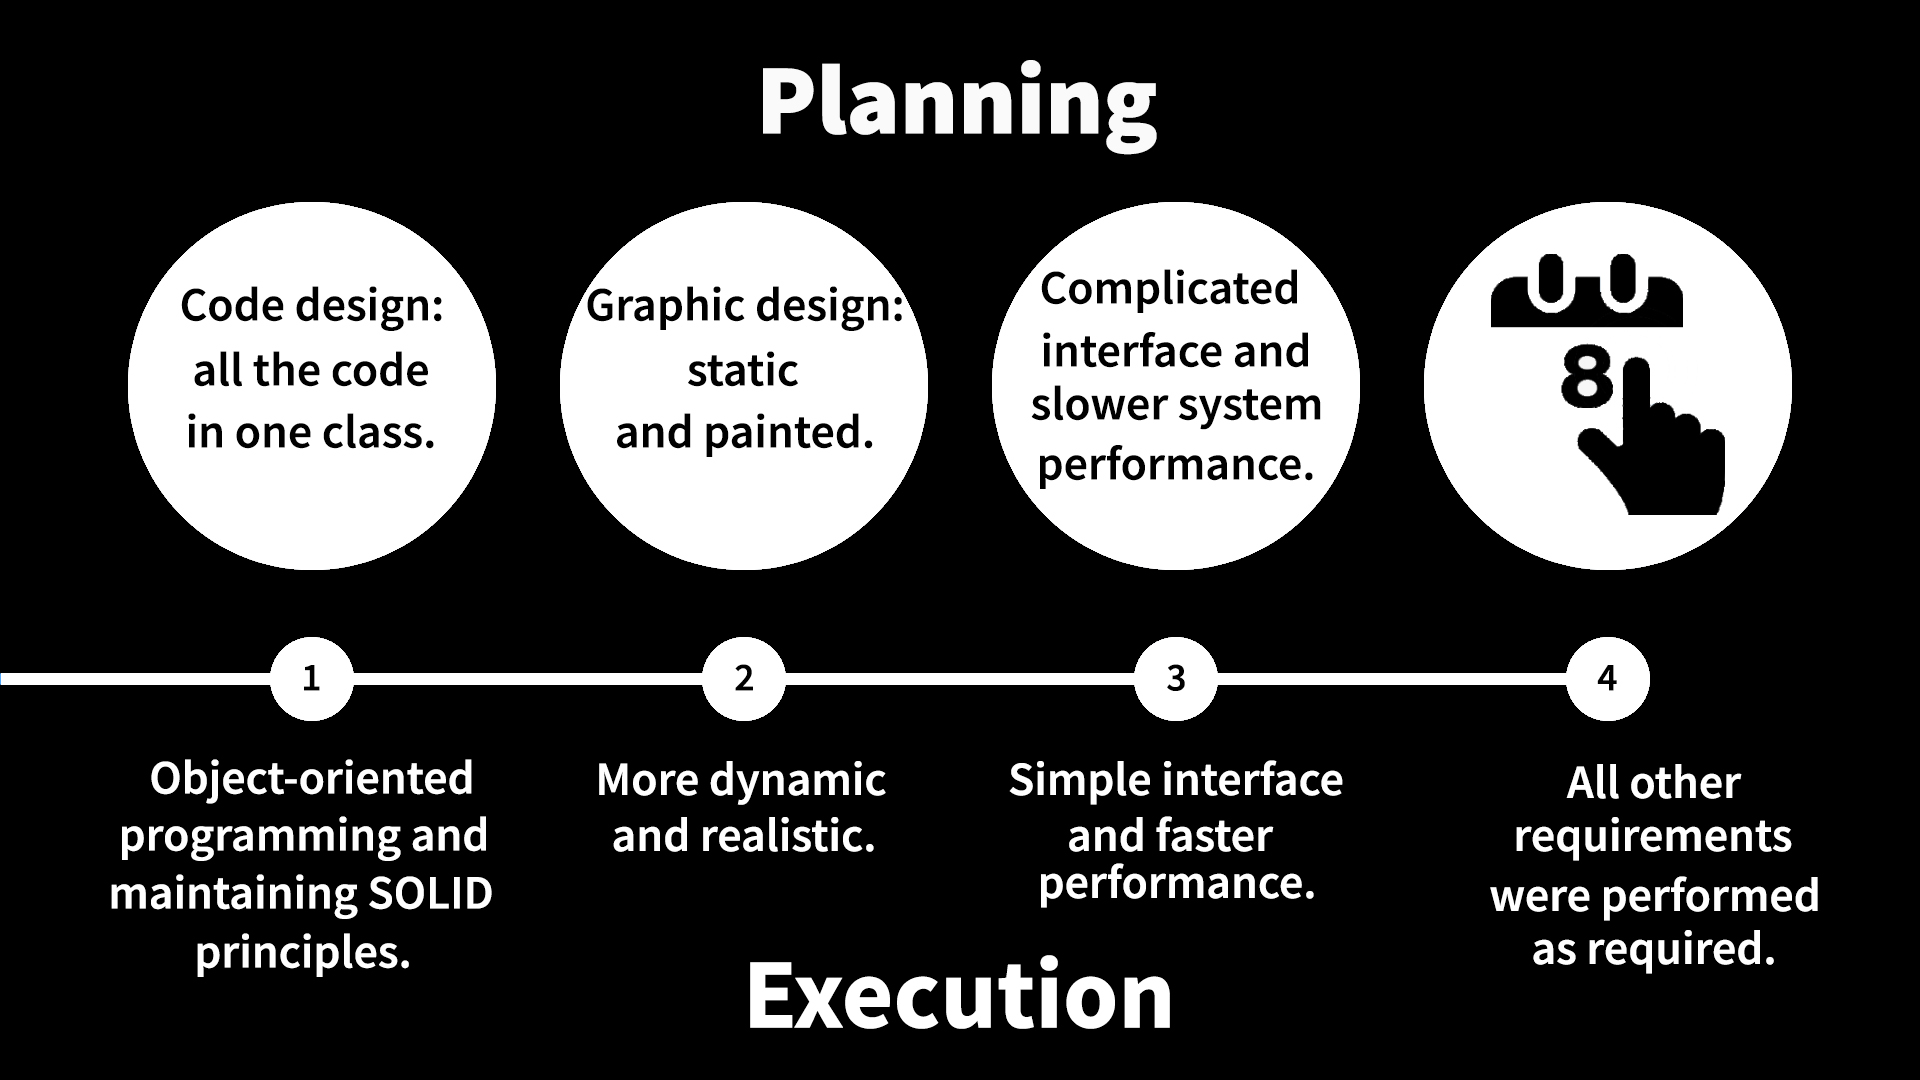 Planning
Code design:
all the code
in one class.
Graphic design:
static
and painted.
Complicated
interface and
slower system
performance.
8
1
2
3
4
Object-oriented
programming and
maintaining SOLID
principles.
More dynamic
and realistic.
Simple interface
and faster
performance.
All other
requirements
were performed
as required.
Execution